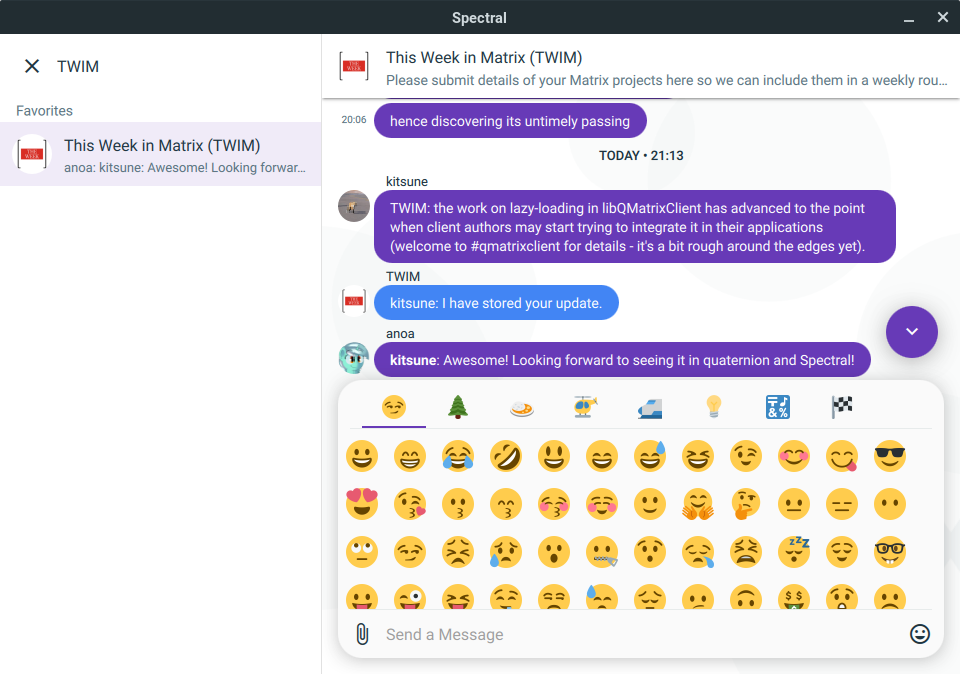 Spectral
TWIM
Favorites
This Week in Matrix (TWIM)
anoa: kitsune: Awesome! Looking forwar...
This Week in Matrix (TWIM)
Please submit details of your Matrix projects here so we can include them in a weekly rou...
20:06
hence discovering its untimely passing
TODAY • 21:13
kitsune
TWIM: the work on lazy-loading in libQMatrixClient has advanced to the point
when client authors may start trying to integrate it in their applications
(welcome to #qmatrixclient for details - it's a bit rough around the edges yet).
TWIM
kitsune: I have stored your update.
anoa
kitsune: Awesome! Looking forward to seeing it in quaternion and Spectral!
Send a Message